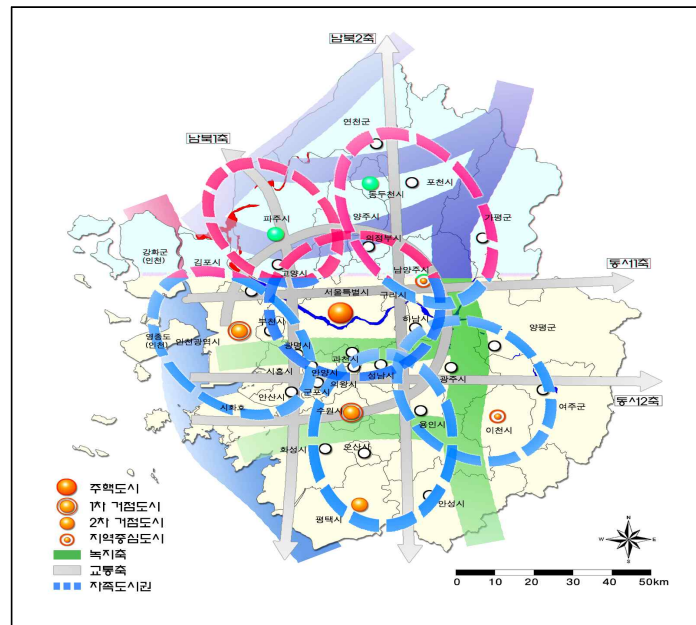 남북2축
연천군
남북1축
동두천시
포천시
파주시
양주시
가평군
의정부시
강화군
(인천)
김포시
고양시
남양주시
동서1축
서울특별시
구리시
영종도
(인천)
인천광역시
부천시
하남시
양평군
광명시
과천시
시흥시
안양시
성남시
광주시
의왕시
군포시
안산시
여주군
동서2축
시화호
수원시
이천시
용인시
화성시
오산시
안성시
평택시
주핵도시
1차 거점도시
2차 거점도시
지역중심도시
녹지축
교통축
자족도시권
N
W
E
S
0 10 20 30 40 50km